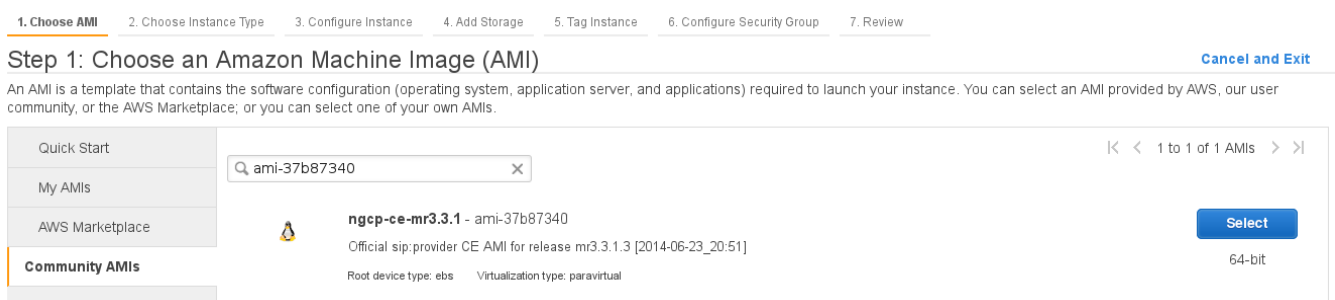 1. Choose AMI 2. Choose Instance Type 3. Configure Instance 4. Add Storage 5. Tag Instance 6. Configure Security Group 7. Review
Step 1: Choose an Amazon Machine Image (AMI) Cancel and Exit
An AMI is a template that contains the software configuration (operating system, application server, and applications) required to launch your instance. You can select an AMI provided by AWS, our user
community, or the AWS Marketplace; or you can select one of your own AMIs.
Quick Start
1 to 1 of 1 AMIs
ami-37b87340
My AMIs
AWS Marketplace
Community AMIs
ngcp-ce-mr3.3.1 - ami-37b87340
Official sip:provider CE AMI for release mr3.3.1.3 [2014-06-23_20:51]
Root device type: ebs Virtualization type: paravirtual
Select
64-bit